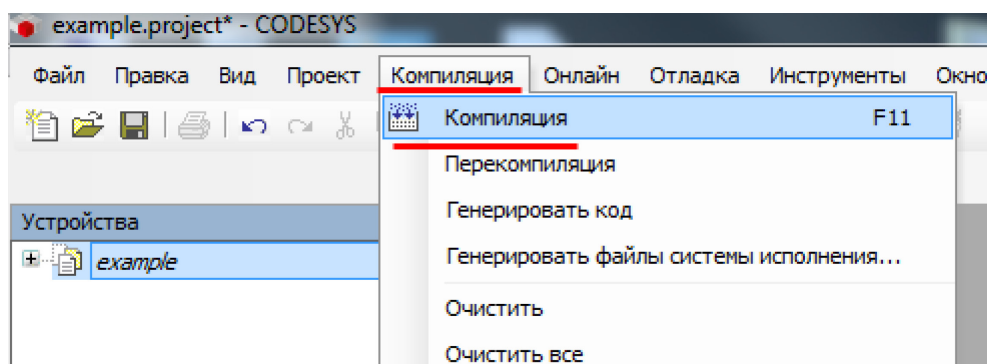 example.project* - CODESYS
Файл Правка Вид Проект Компиляция Онлайн Отладка Инструменты Окно
Компиляция F11
Перекомпиляция
Генерировать код
Устройства
example
Генерировать файлы системы исполнения...
Очистить
Очистить все